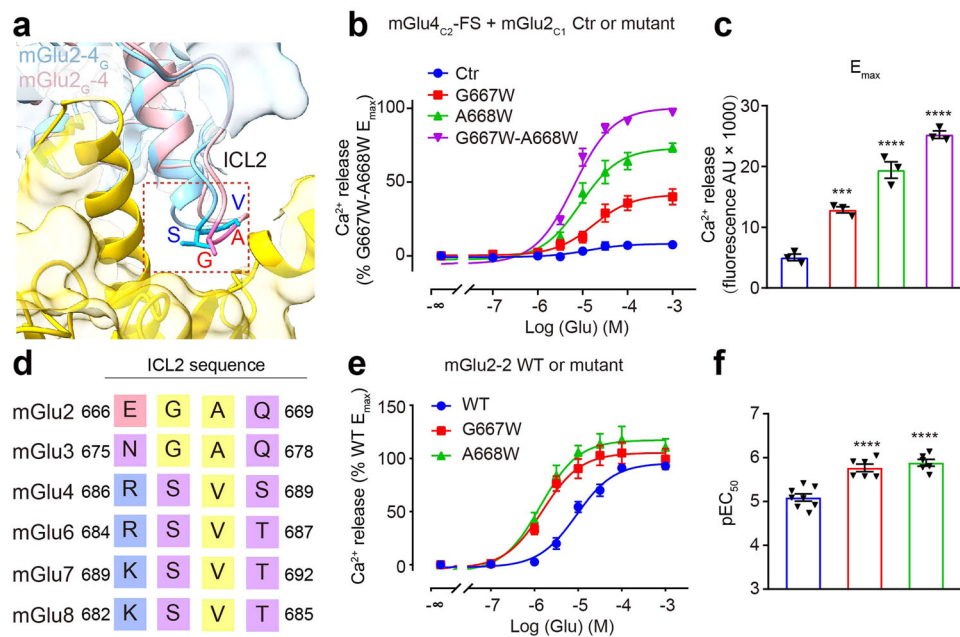 a
mGlu2-4G
mGlu2G-4
ICL2
V
S
A
G
b
mGlu4C2-FS + mGlu2C1 Ctr or mutant
Ctr
G667W
A668W
G667W-A668W
Ca2+ release
(% G667W-A668W Emax)
100
50
0
-∞
-7
-6
-5
-4
-3
Log (Glu) (M)
c
Emax
Ca2+ release
(fluorescence AU × 1000)
30
20
10
0
***
****
****
d
ICL2 sequence
mGlu2 666 E G A Q 669
mGlu3 675 N G A Q 678
mGlu4 686 R S V S 689
mGlu6 684 R S V T 687
mGlu7 689 K S V T 692
mGlu8 682 K S V T 685
e
mGlu2-2 WT or mutant
WT
G667W
A668W
Ca2+ release (% WT Emax)
150
100
50
0
-∞
-7
-6
-5
-4
-3
Log (Glu) (M)
f
pEC50
7
6
5
4
3
****
****